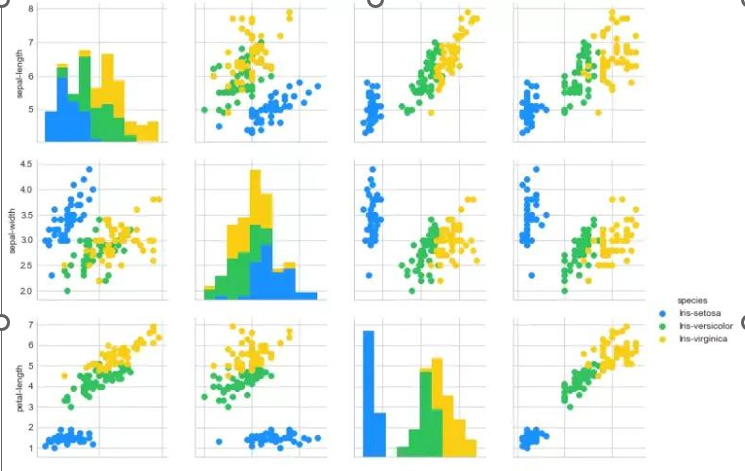 8
7
6
5
sepal-length
4.5
4.0
3.5
3.0
2.5
2.0
sepal-width
species
Iris-setosa
Iris-versicolor
Iris-virginica
7
6
5
4
3
2
1
petal-length